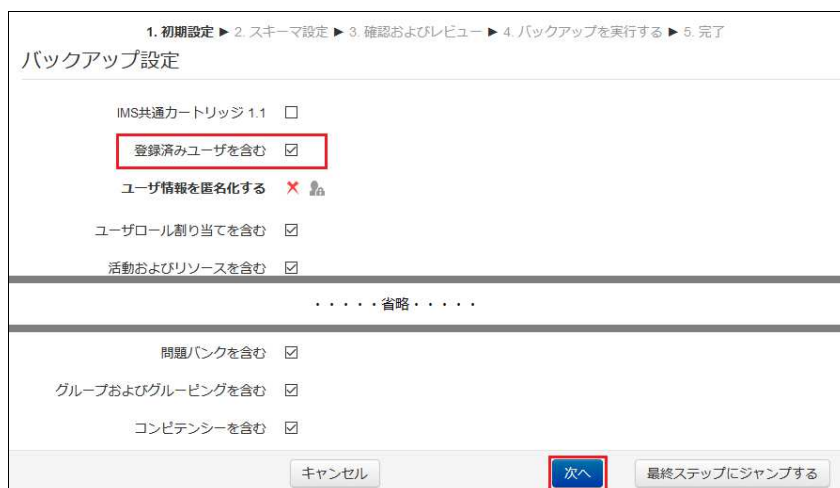 1. 初期設定 ► 2. スキーマ設定 ► 3. 確認およびレビュー ► 4. バックアップを実行する ► 5. 完了
バックアップ設定
IMS共通カートリッジ 1.1
登録済みユーザを含む
ユーザ情報を匿名化する
ユーザロール割り当てを含む
活動およびリソースを含む
・・・・・省略・・・・・
問題バンクを含む
グループおよびグルーピングを含む
コンピテンシーを含む
キャンセル 次へ 最終ステップにジャンプする